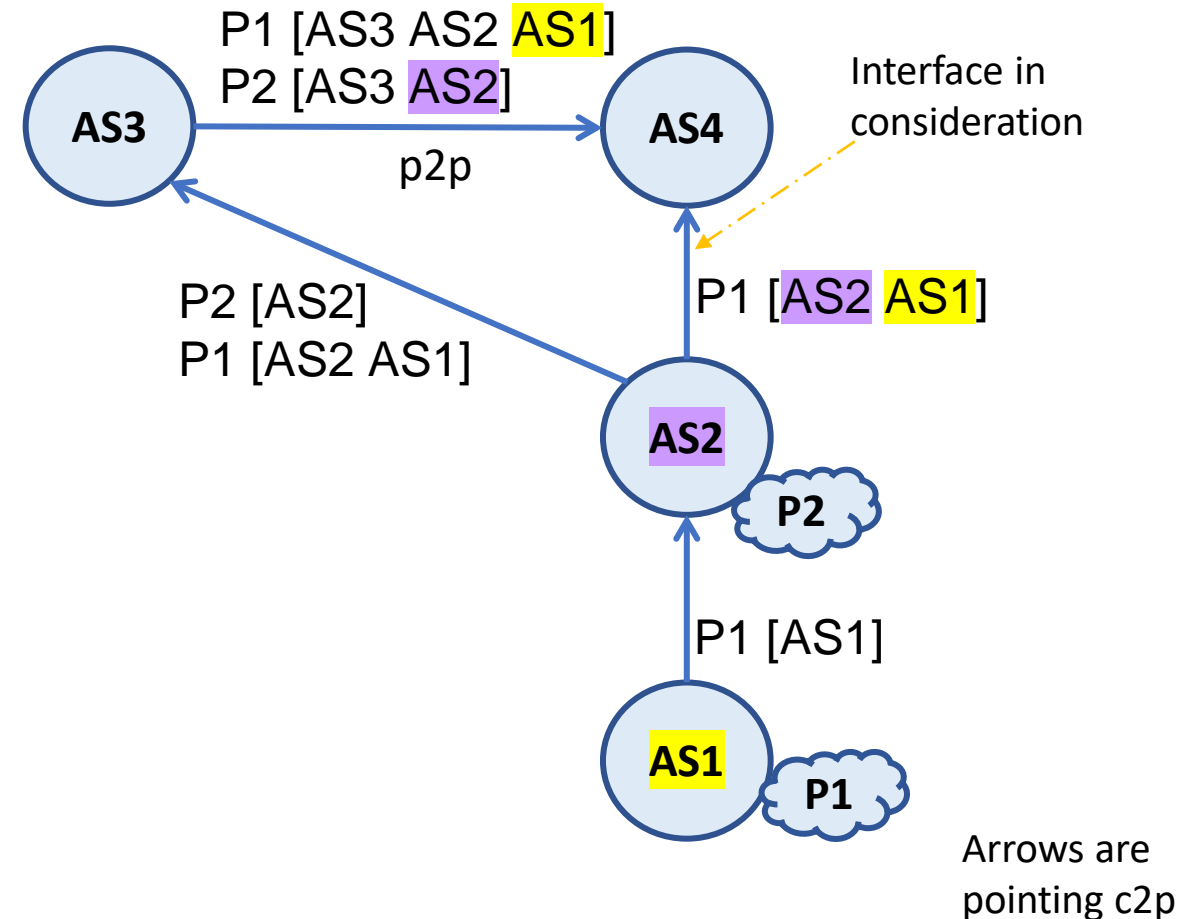 P1 [AS3 AS2 AS1]
P2 [AS3 AS2]
Interface in
consideration
AS3
AS4
p2p
P2 [AS2]
P1 [AS2 AS1]
P1 [AS2 AS1]
AS2
P2
P1 [AS1]
AS1
P1
Arrows are
pointing c2p